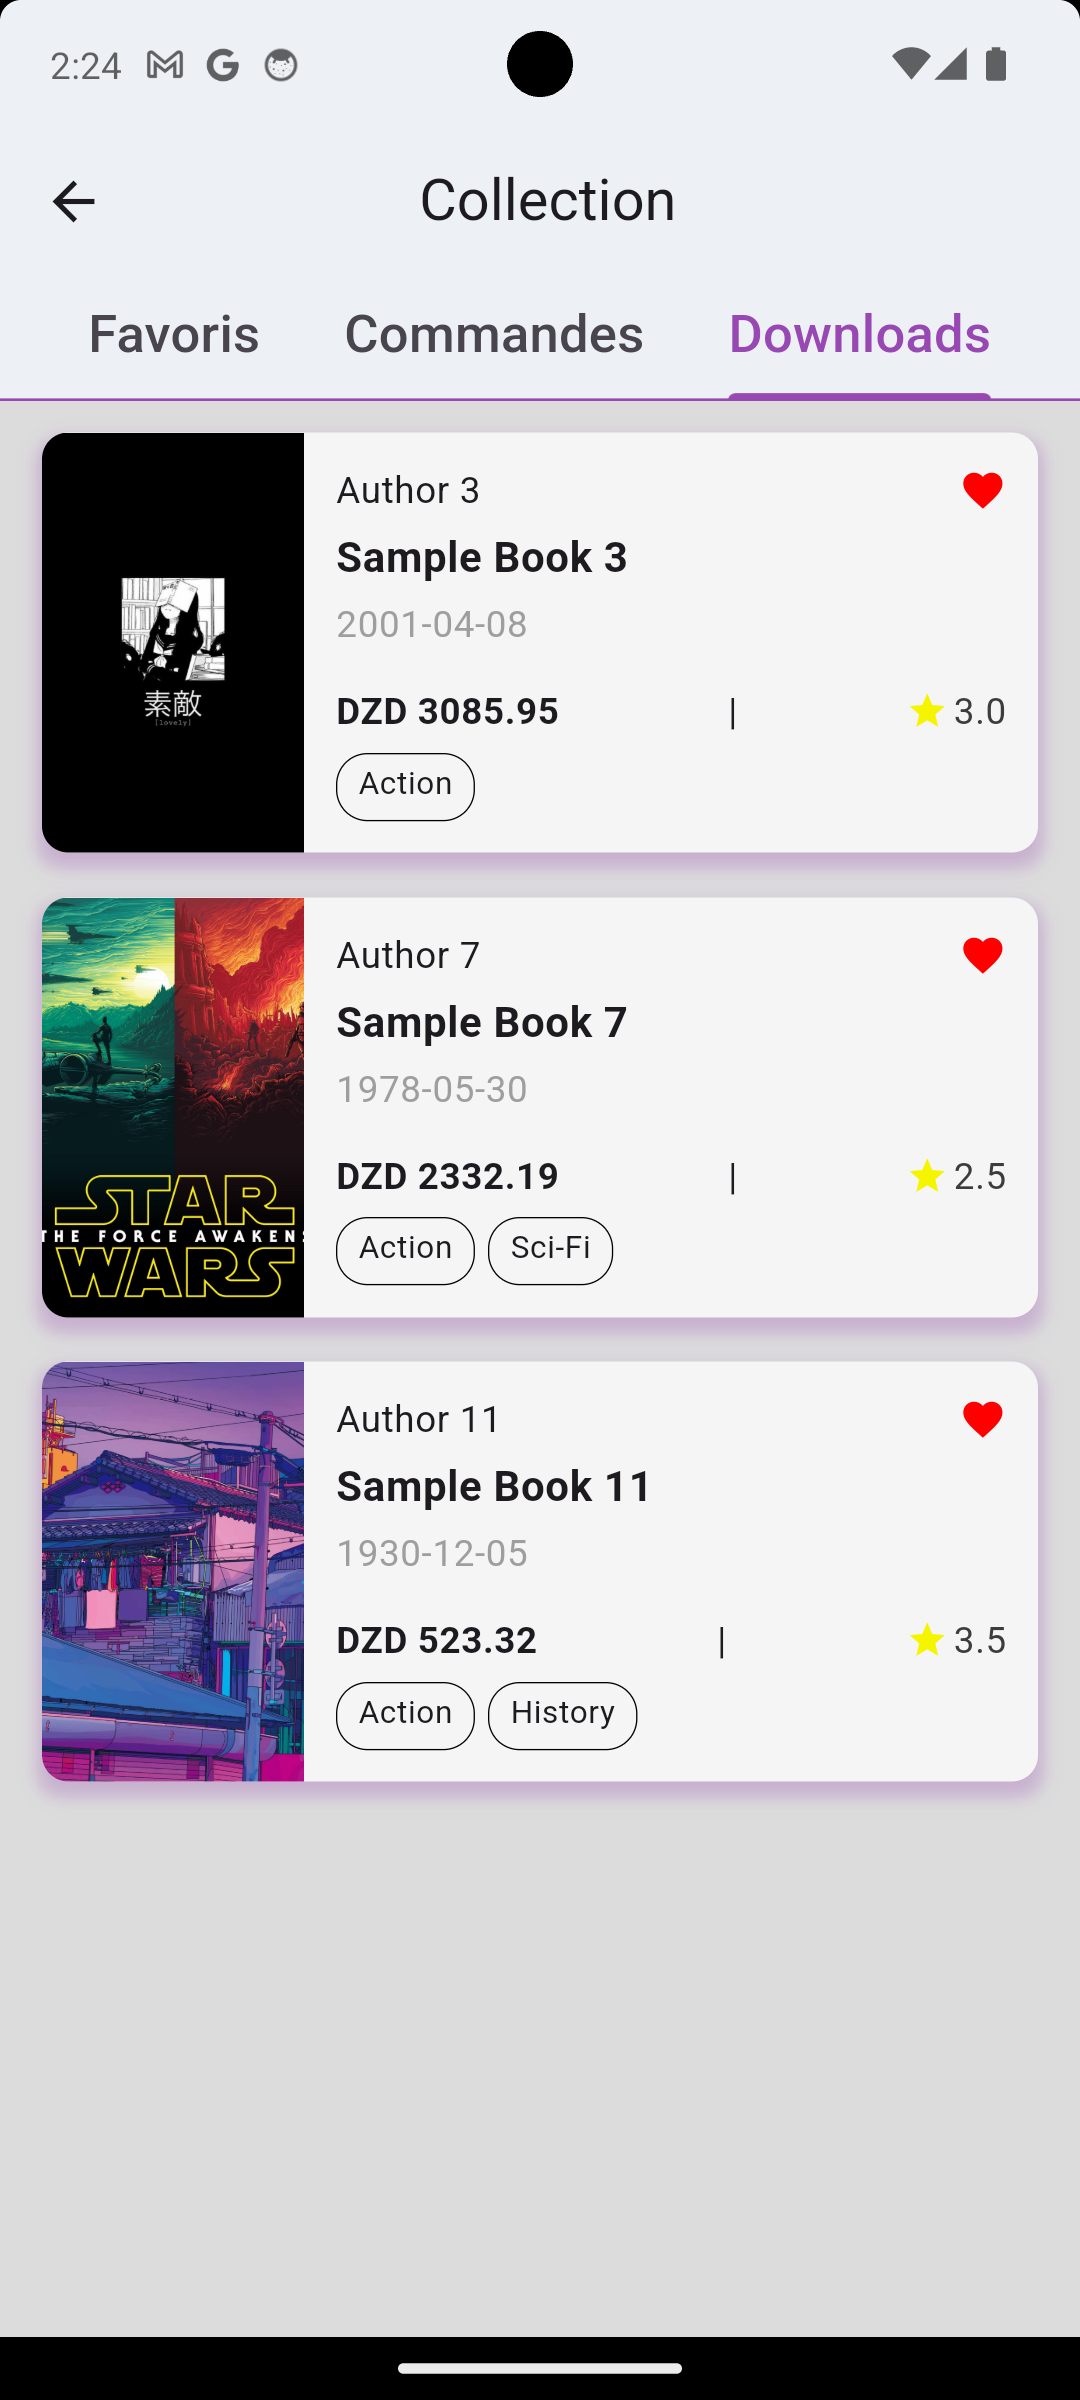 2:24
Collection
Favoris Commandes Downloads
Author 3
Sample Book 3
2001-04-08
DZD 3085.95 | 3.0
Action
素敵
[lovely]
Author 7
Sample Book 7
1978-05-30
DZD 2332.19 | 2.5
Action Sci-Fi
STAR
THE FORCE AWAKENS
WARS
Author 11
Sample Book 11
1930-12-05
DZD 523.32 | 3.5
Action History